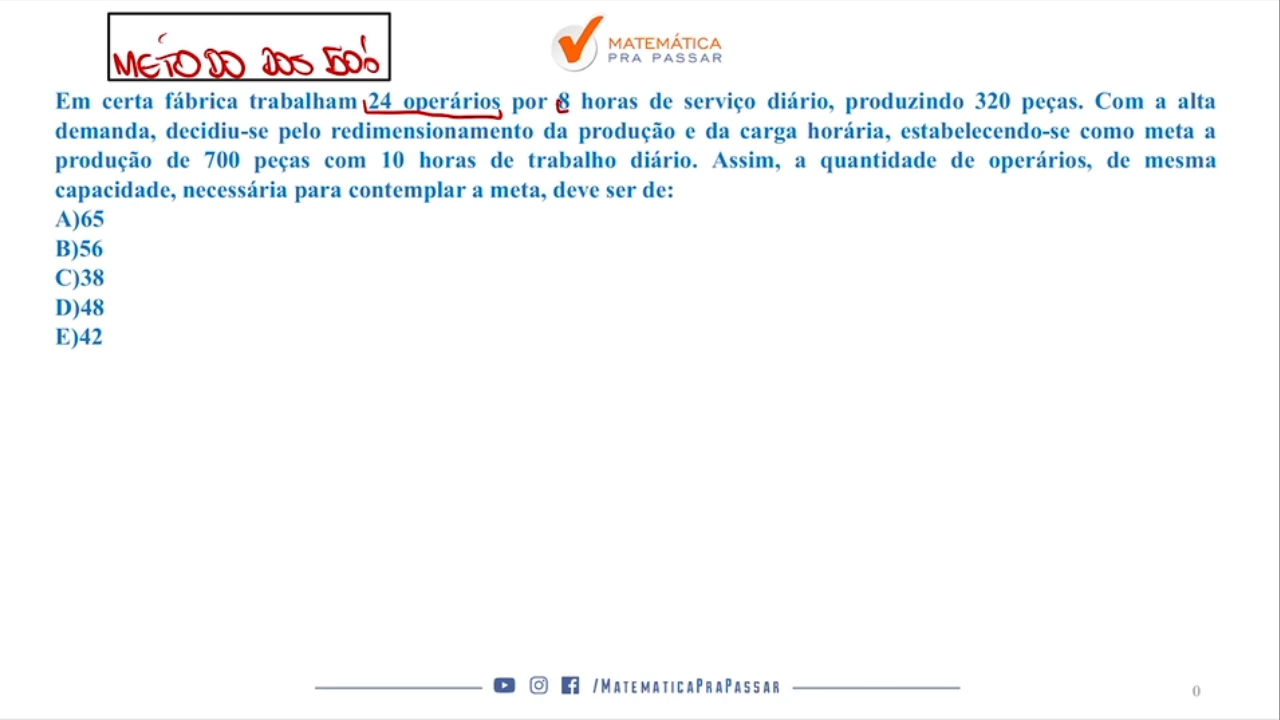 MÉTODO DOS
MATEMÁTICA
PRA PASSAR
Em certa fábrica trabalham 24 operários por 8 horas de serviço diário, produzindo 320 peças. Com a alta
demanda, decidiu-se pelo redimensionamento da produção e da carga horária, estabelecendo-se como meta a
produção de 700 peças com 10 horas de trabalho diário. Assim, a quantidade de operários, de mesma
capacidade, necessária para contemplar a meta, deve ser de:
A)65
B)56
C)38
D)48
E)42
/MATEMATICAPRAPASSAR
0